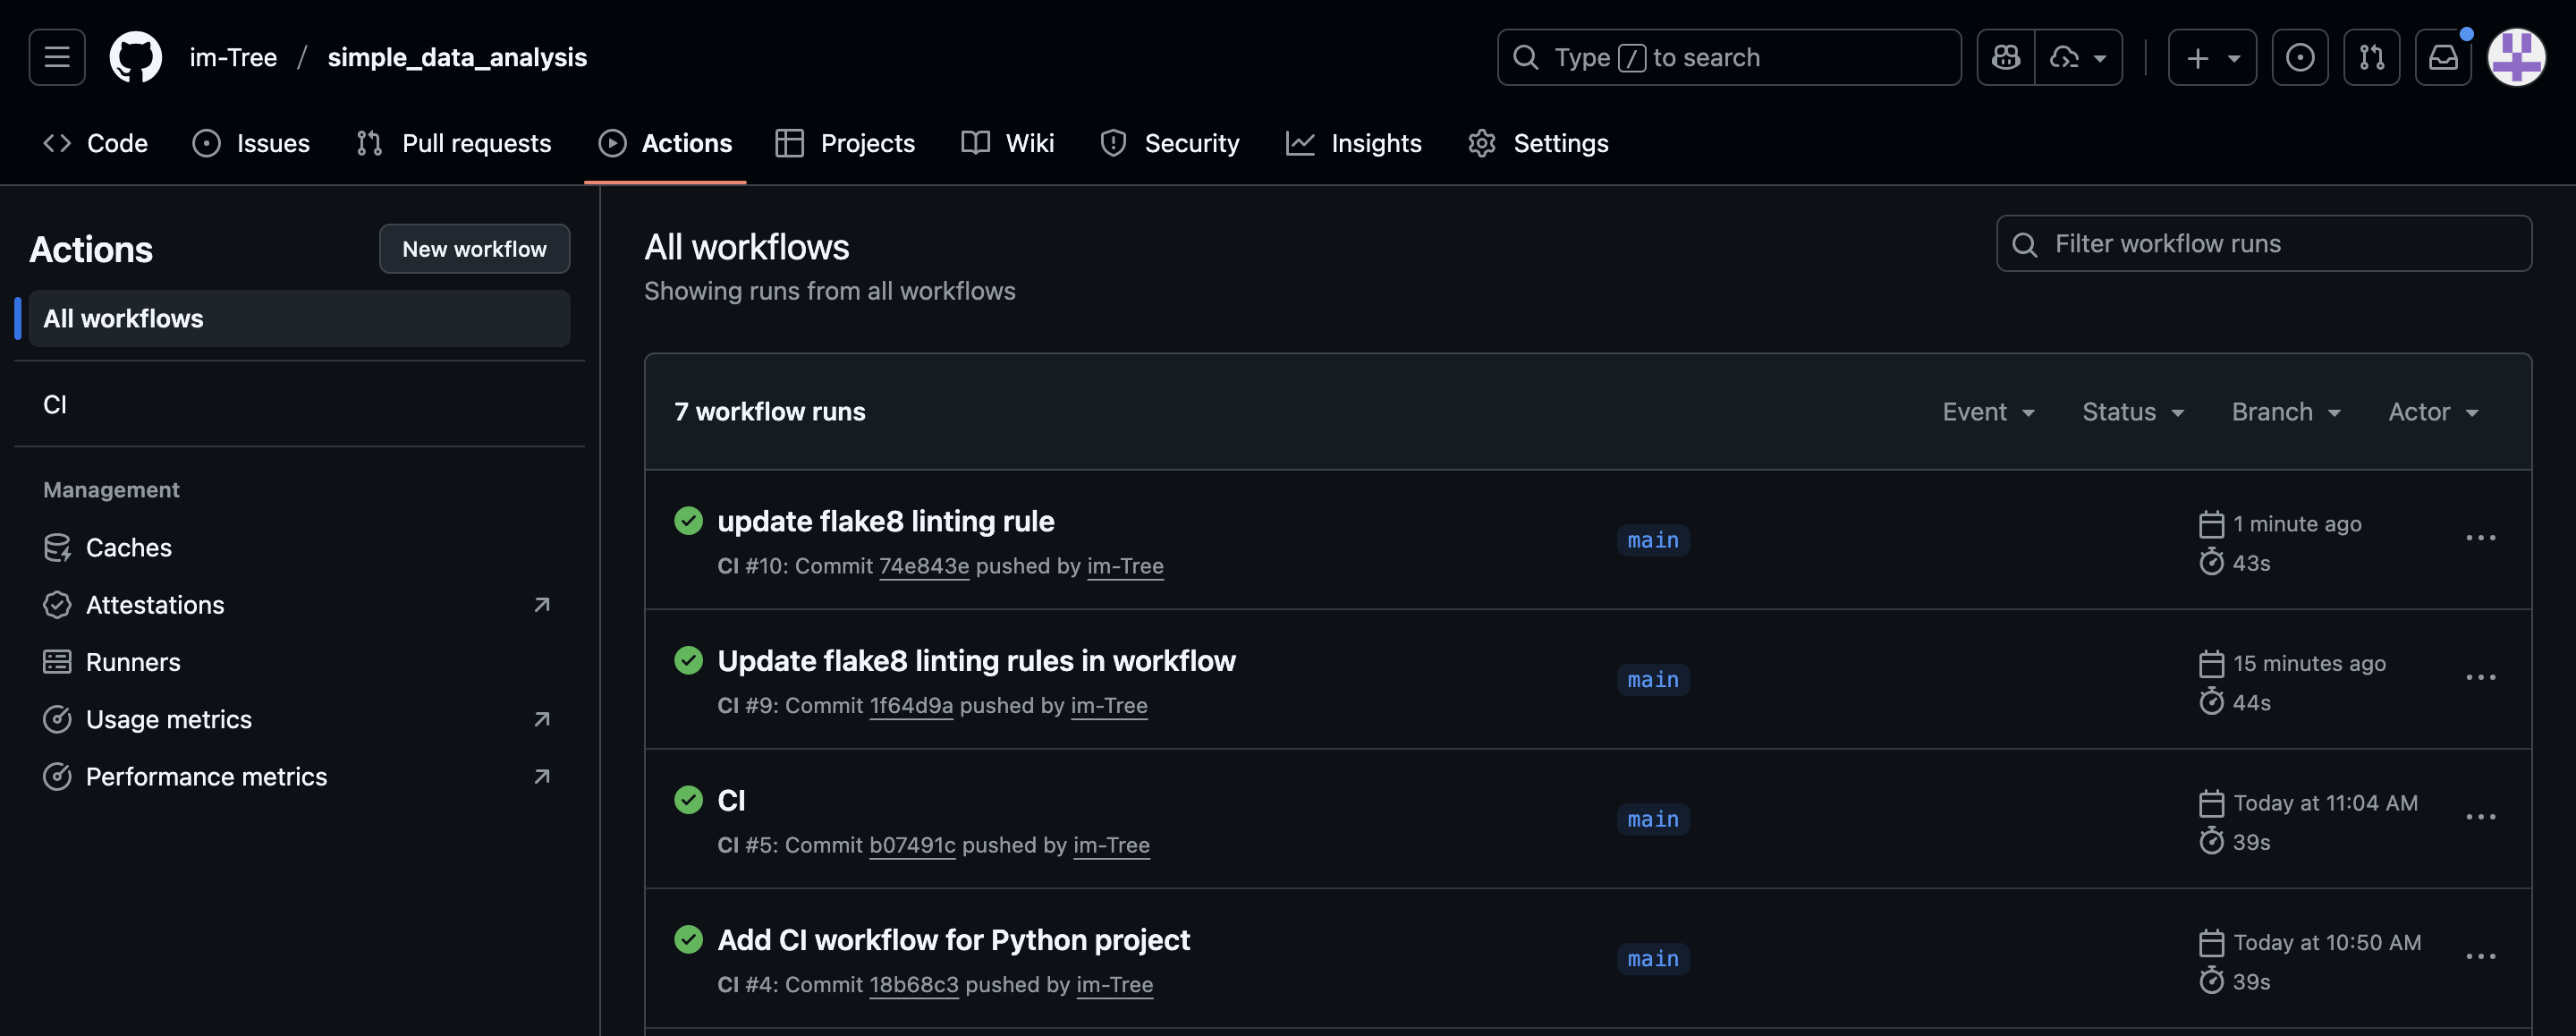 im-Tree / simple_data_analysis
Type / to search
Code Issues Pull requests Actions Projects Wiki Security Insights Settings
Actions
New workflow
All workflows
CI
Management
Caches
Attestations
Runners
Usage metrics
Performance metrics
All workflows
Showing runs from all workflows
Filter workflow runs
7 workflow runs
Event Status Branch Actor
update flake8 linting rule
CI #10: Commit 74e843e pushed by im-Tree
main
1 minute ago
43s
Update flake8 linting rules in workflow
CI #9: Commit 1f64d9a pushed by im-Tree
main
15 minutes ago
44s
CI
CI #5: Commit b07491c pushed by im-Tree
main
Today at 11:04 AM
39s
Add CI workflow for Python project
CI #4: Commit 18b68c3 pushed by im-Tree
main
Today at 10:50 AM
39s